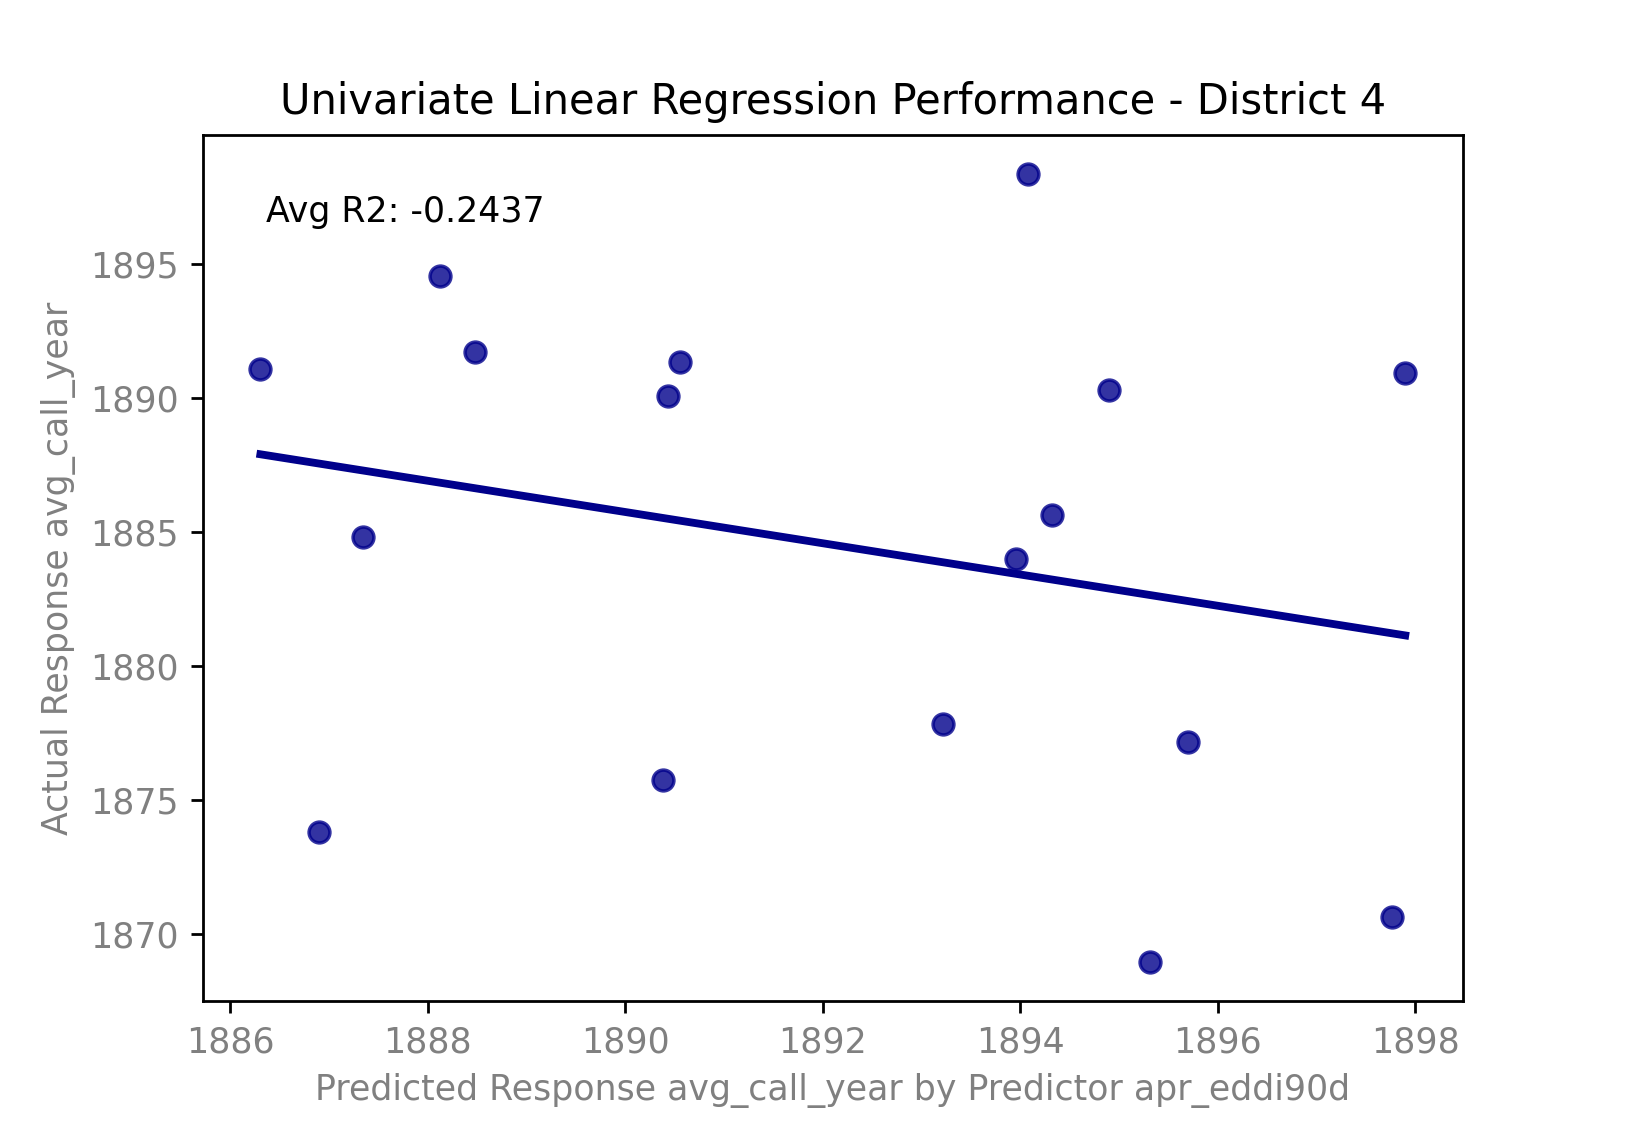 Univariate Linear Regression Performance - District 4
Avg R2: -0.2437
Actual Response avg_call_year
1895
1890
1885
1880
1875
1870
1886 1888 1890 1892 1894 1896 1898
Predicted Response avg_call_year by Predictor apr_eddi90d